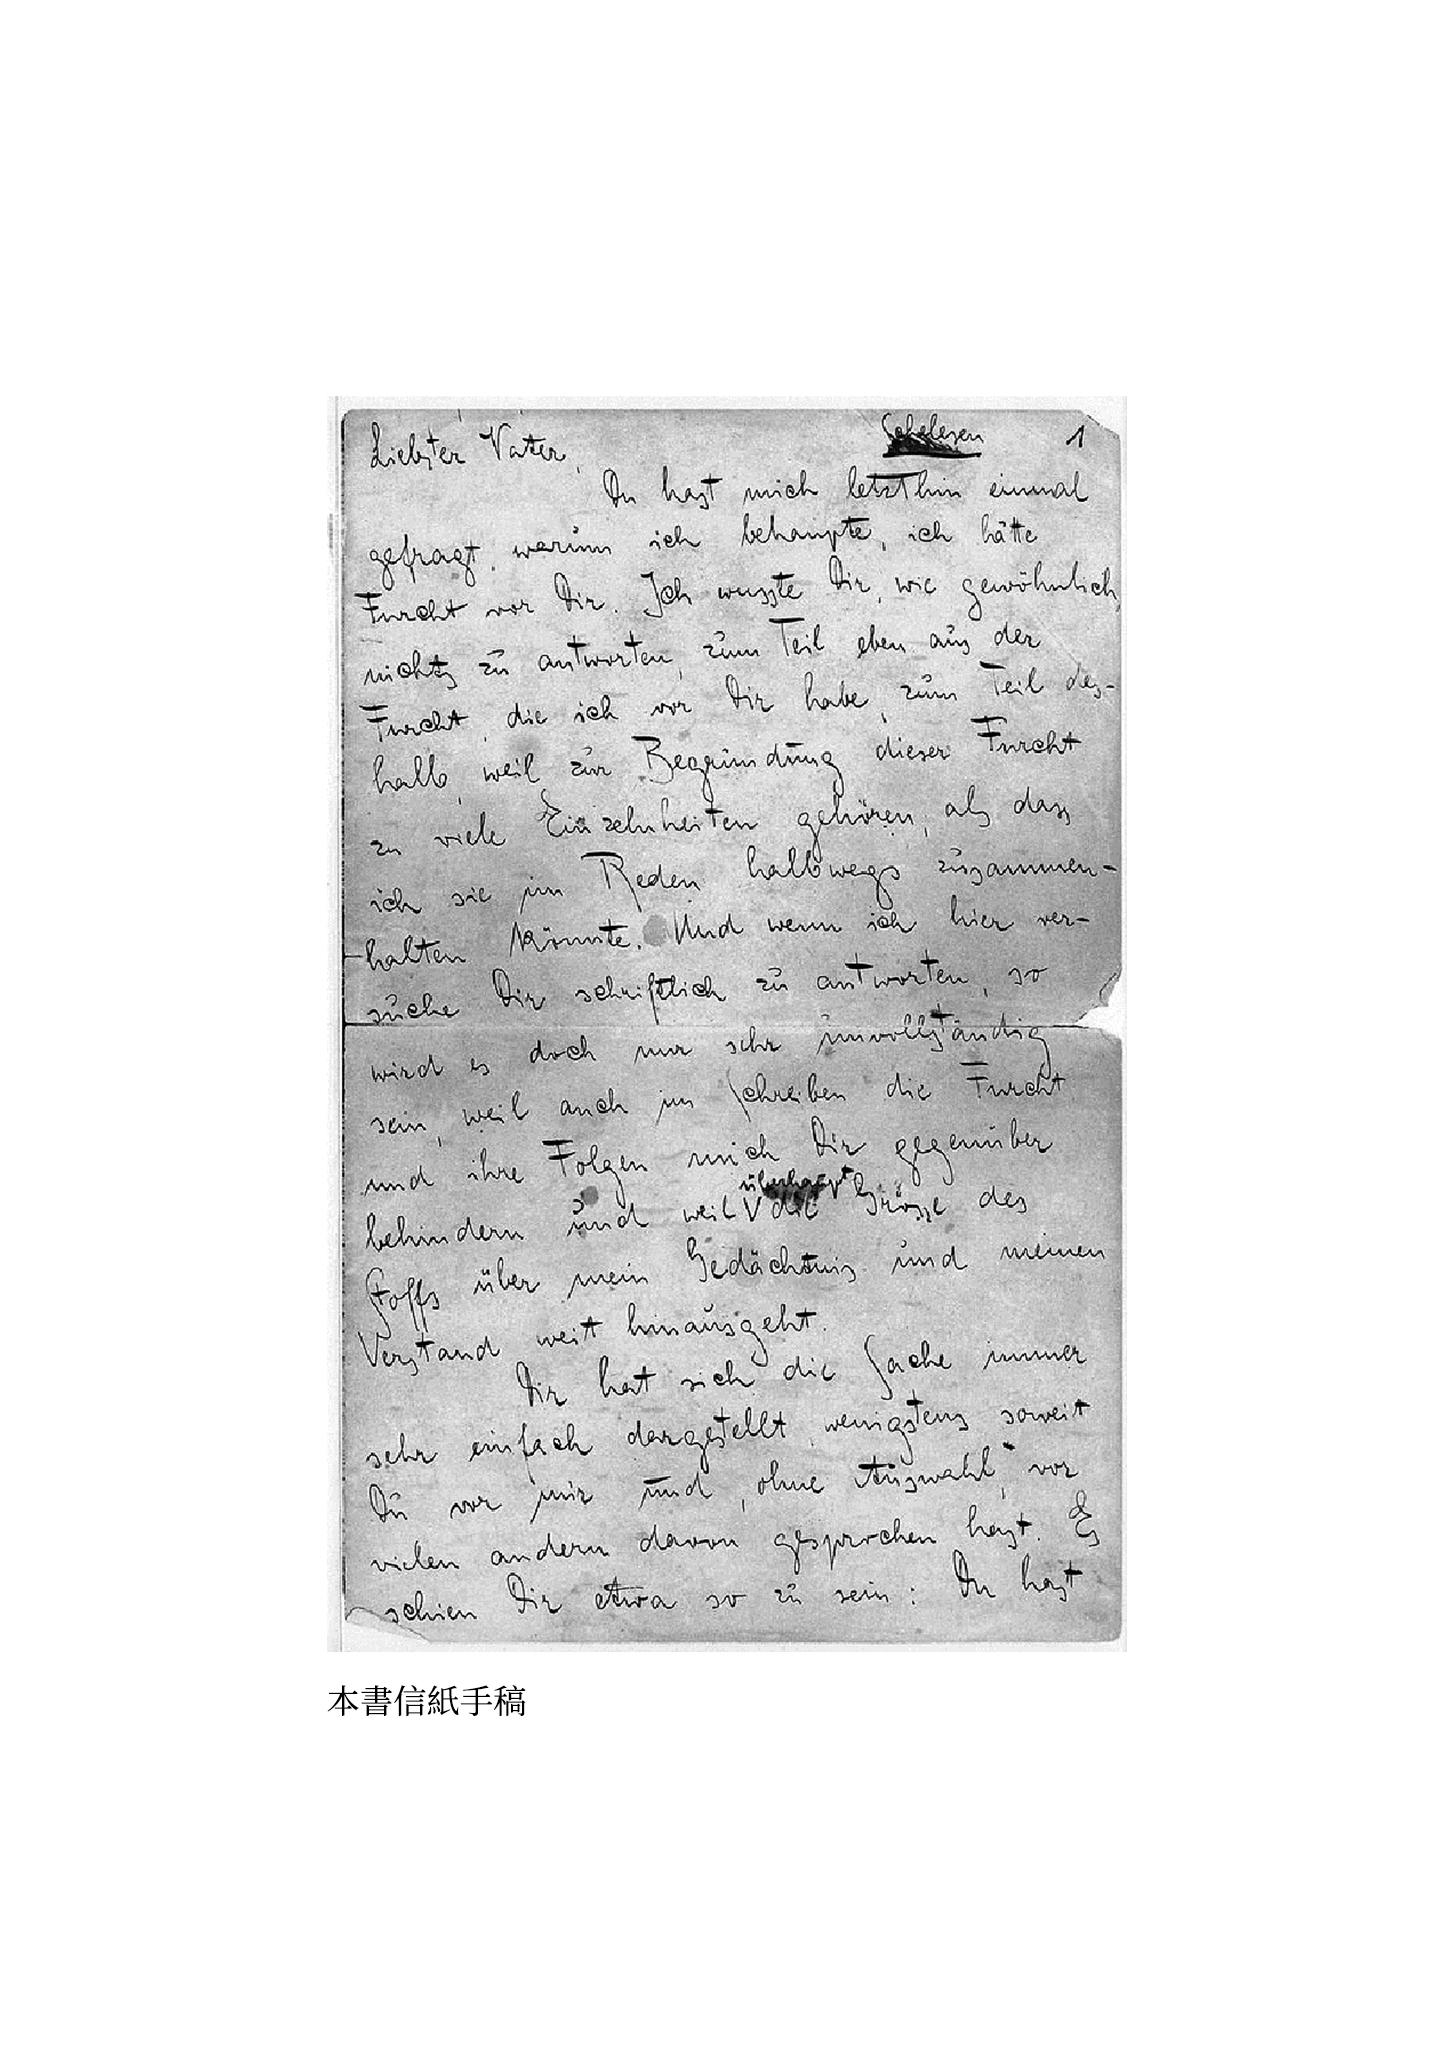 Schelesen 1
Liebster Vater,
Du hast mich letzthin einmal
gefragt, warum ich behaupte, ich hätte
Furcht vor Dir. Ich wusste Dir, wie gewöhnlich,
nichts zu antworten, zum Teil eben aus der
Furcht, die ich vor Dir habe, zum Teil des-
halb, weil zur Begründung dieser Furcht
zu viele Einzelnheiten gehören, als dass
ich sie im Reden halbwegs zusammen-
halten könnte. Und wenn ich hier ver-
suche Dir schriftlich zu antworten, so
wird es doch nur sehr unvollständig
sein, weil auch im Schreiben die Furcht
und ihre Folgen mich Dir gegenüber
überhaupt
behindern und weil die Grösse des
Stoffs über mein Gedächtnis und meinen
Verstand weit hinausgeht.
Dir hat sich die Sache immer
sehr einfach dargestellt, wenigstens soweit
Du vor mir und, ohne Auswahl, vor
vielen andern davon gesprochen hast. Es
schien Dir etwa so zu sein: Du hast
本書信紙手稿